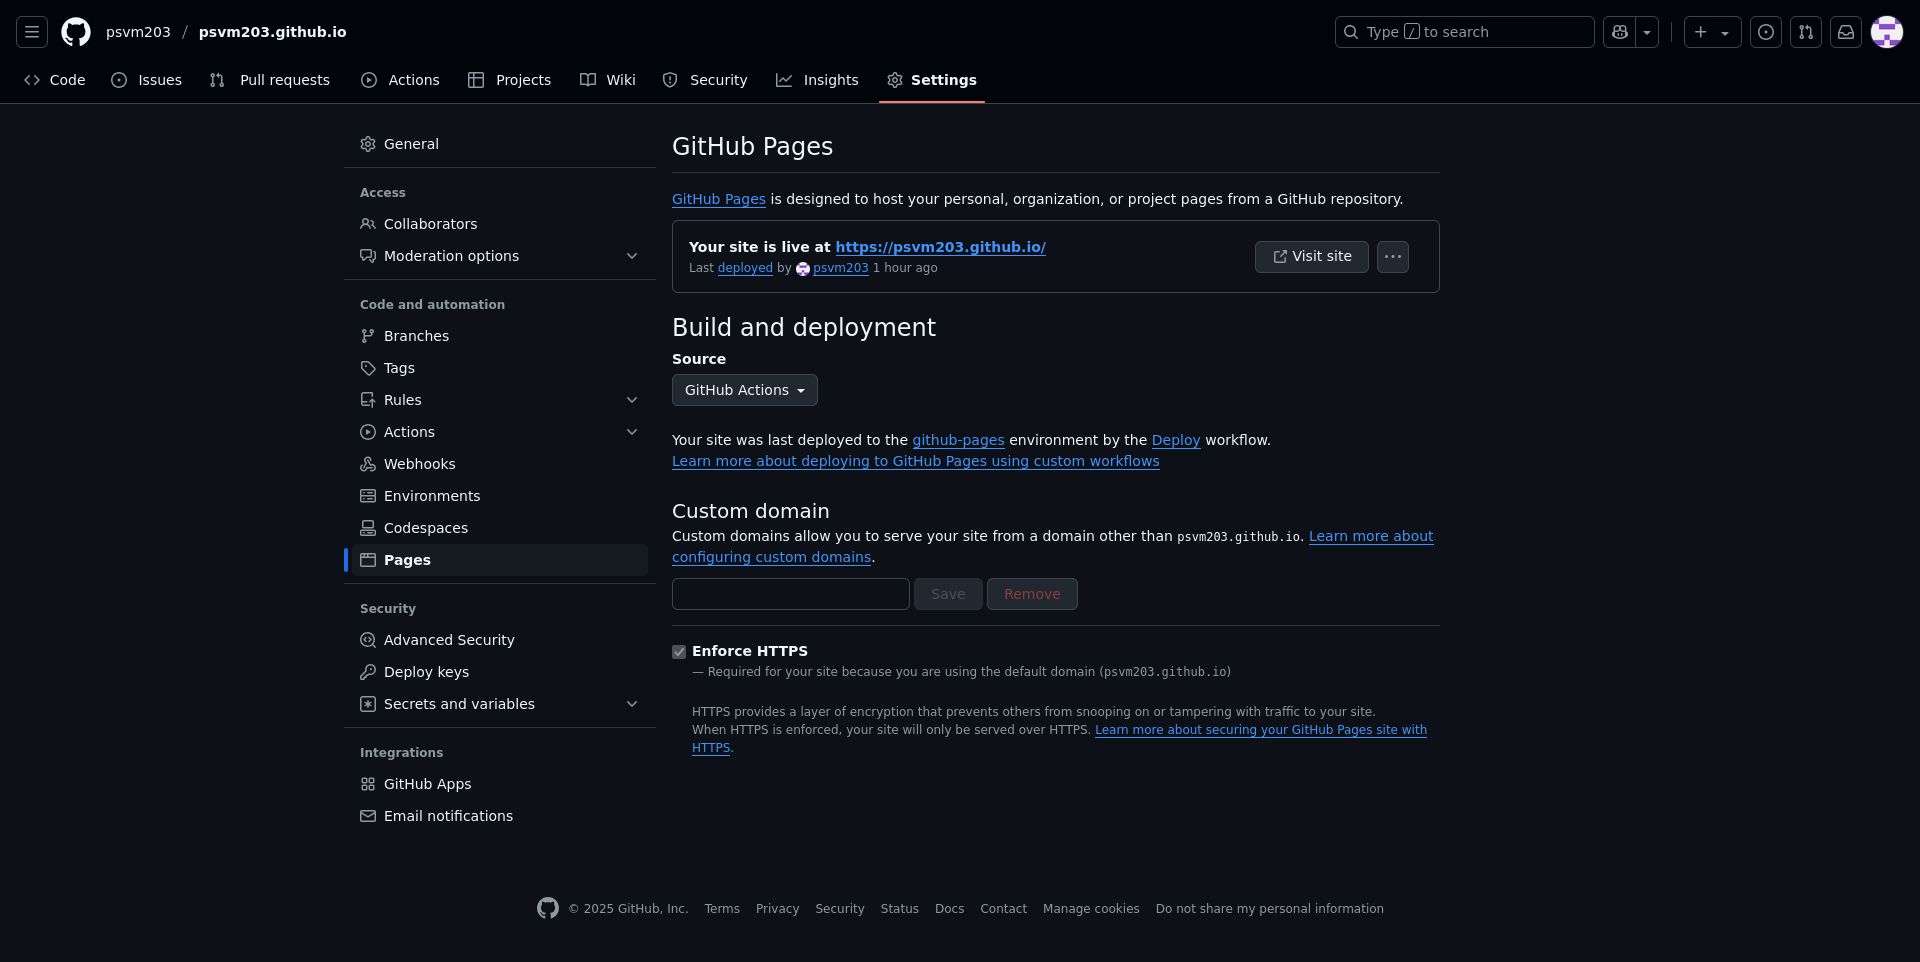 psvm203 / psvm203.github.io
Type / to search
Code
Issues
Pull requests
Actions
Projects
Wiki
Security
Insights
Settings
General
Access
Collaborators
Moderation options
Code and automation
Branches
Tags
Rules
Actions
Webhooks
Environments
Codespaces
Pages
Security
Advanced Security
Deploy keys
Secrets and variables
Integrations
GitHub Apps
Email notifications
GitHub Pages
GitHub Pages is designed to host your personal, organization, or project pages from a GitHub repository.
Your site is live at https://psvm203.github.io/
Last deployed by psvm203 1 hour ago
Visit site
Build and deployment
Source
GitHub Actions
Your site was last deployed to the github-pages environment by the Deploy workflow.
Learn more about deploying to GitHub Pages using custom workflows
Custom domain
Custom domains allow you to serve your site from a domain other than psvm203.github.io. Learn more about
configuring custom domains.
Save
Remove
Enforce HTTPS
— Required for your site because you are using the default domain (psvm203.github.io)
HTTPS provides a layer of encryption that prevents others from snooping on or tampering with traffic to your site.
When HTTPS is enforced, your site will only be served over HTTPS. Learn more about securing your GitHub Pages site with
HTTPS.
© 2025 GitHub, Inc.
Terms
Privacy
Security
Status
Docs
Contact
Manage cookies
Do not share my personal information